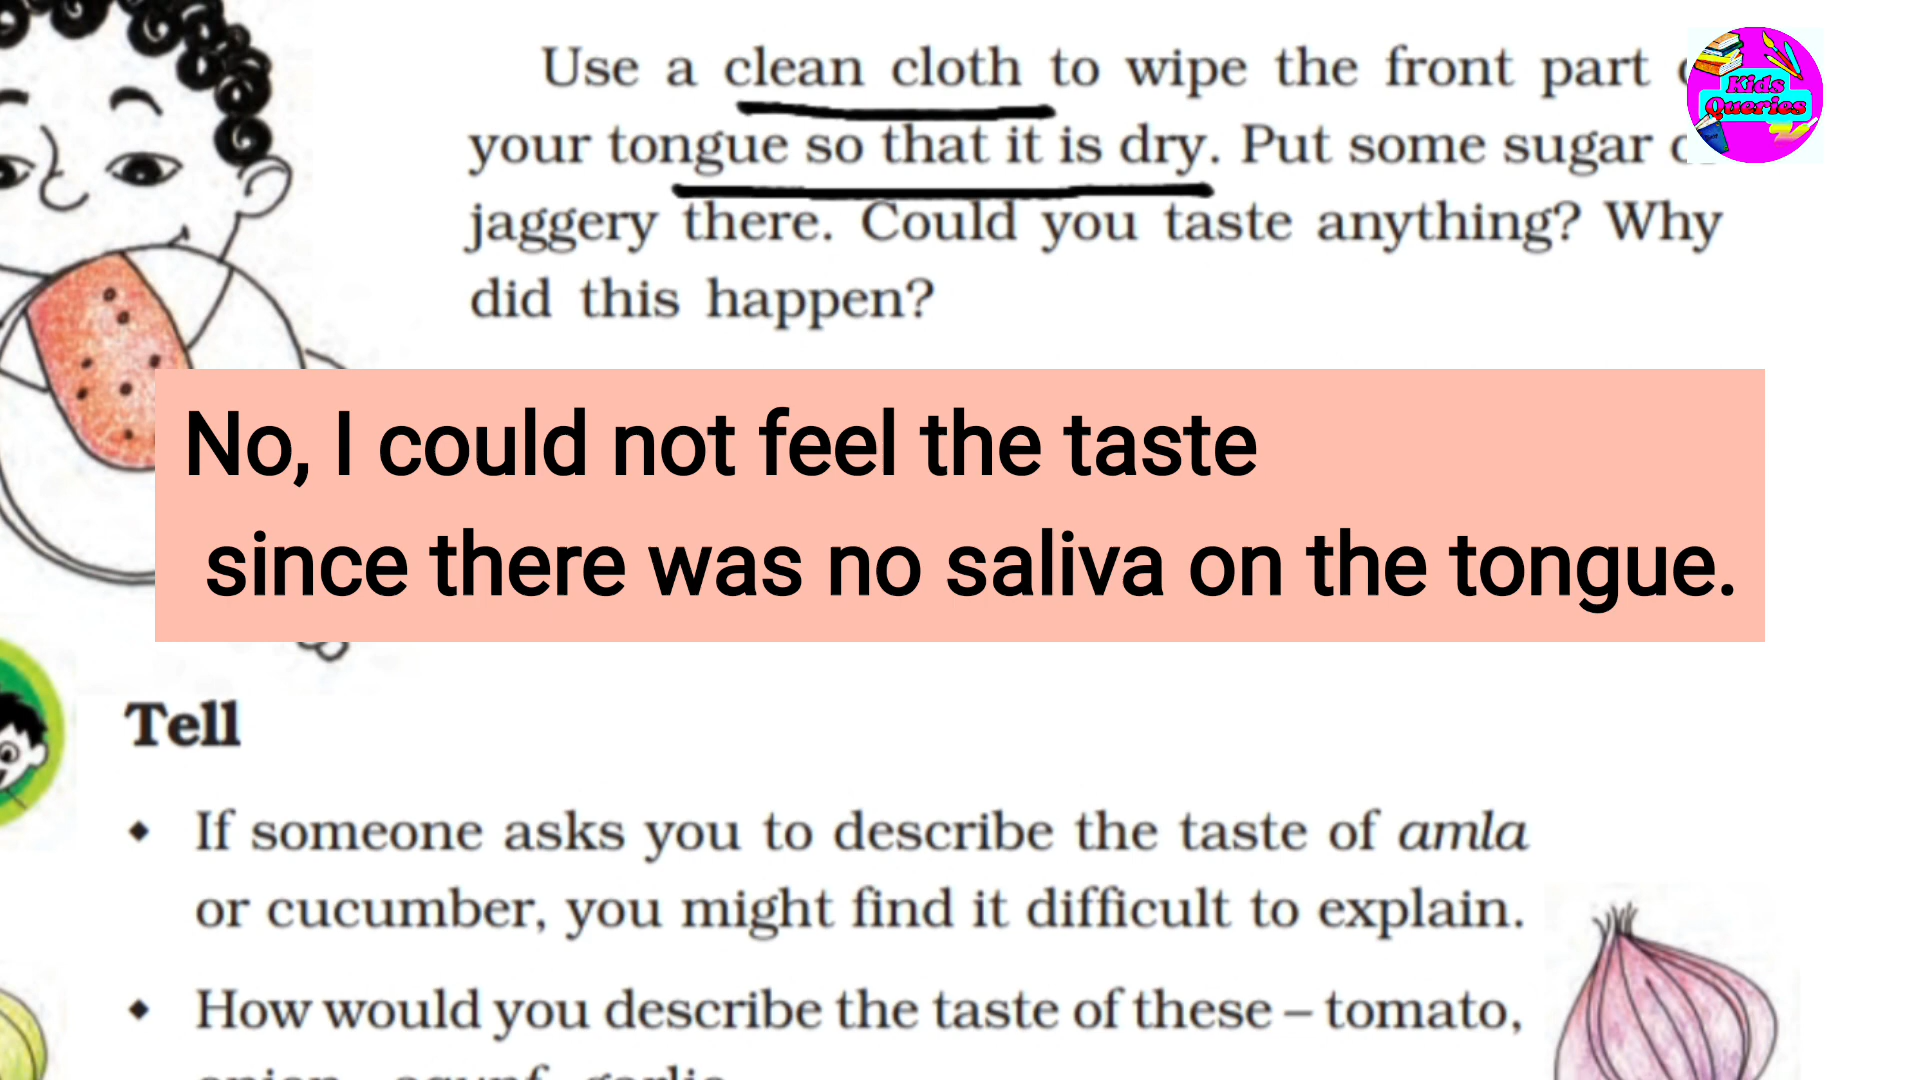 Use a clean cloth to wipe the front part
Kids
Queries
your tongue so that it is dry. Put some sugar
jaggery there. Could you taste anything? Why
did this happen?
No, I could not feel the taste
since there was no saliva on the tongue.
Tell
If someone asks you to describe the taste of amla
or cucumber, you might find it difficult to explain.
How would you describe the taste of these – tomato,